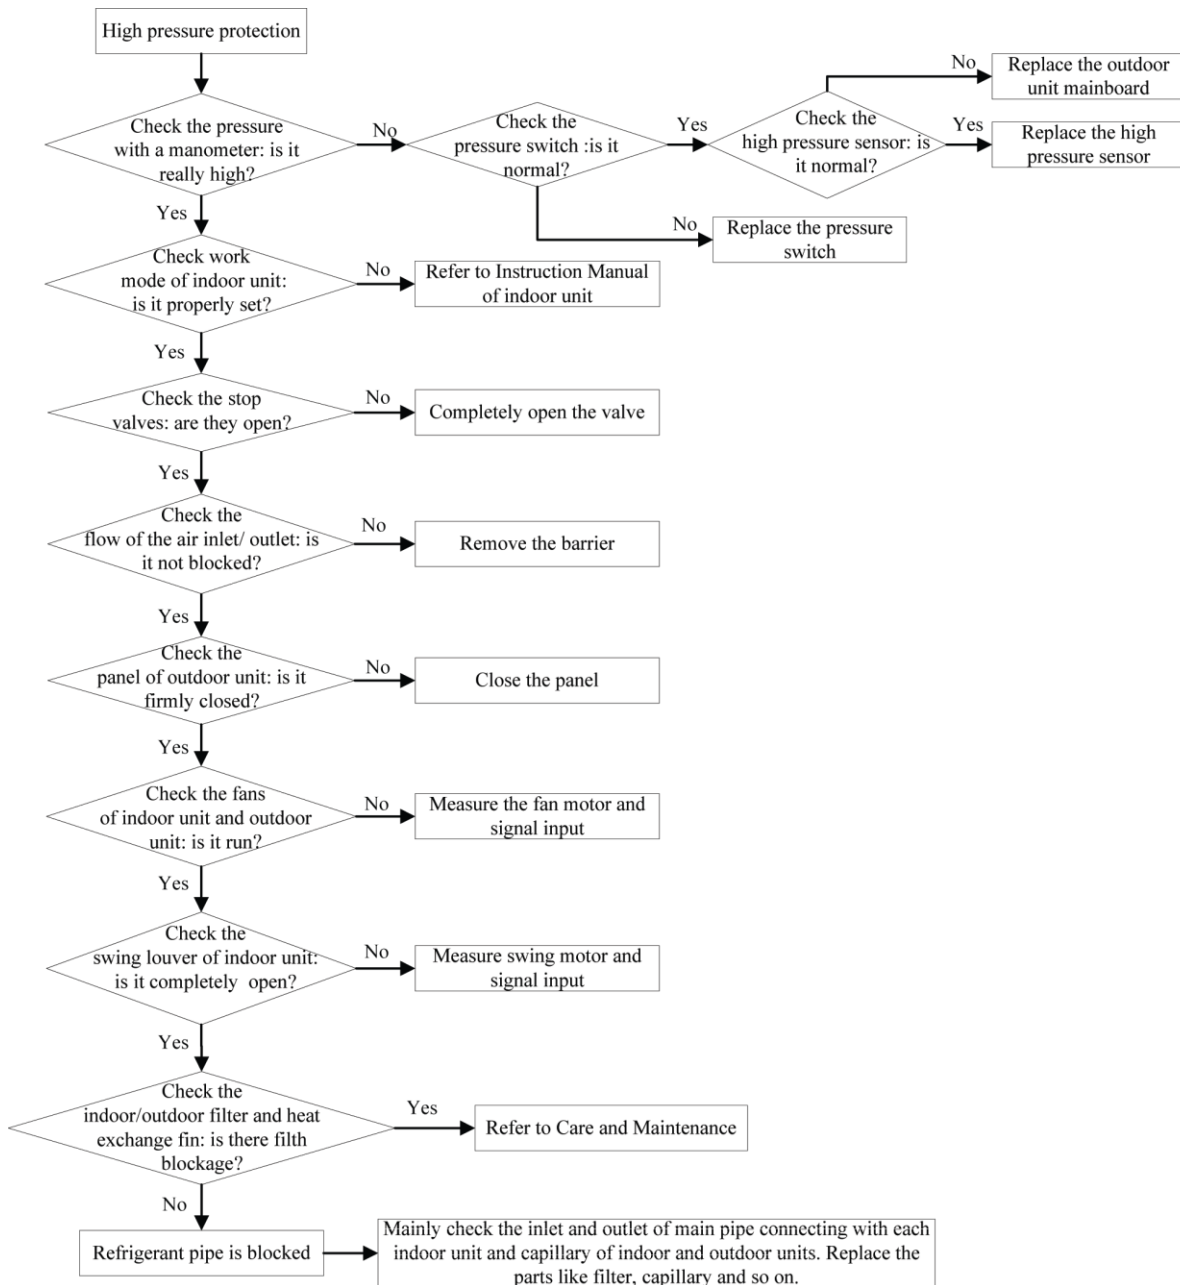 High pressure protection
Check the pressure
with a manometer: is it
really high?
No
Check the
pressure switch :is it
normal?
Yes
Check the
high pressure sensor: is
it normal?
No
Replace the outdoor
unit mainboard
Yes
Replace the high
pressure sensor
No
Replace the pressure
switch
Yes
Check work
mode of indoor unit:
is it properly set?
No
Refer to Instruction Manual
of indoor unit
Yes
Check the stop
valves: are they open?
No
Completely open the valve
Yes
Check the
flow of the air inlet/ outlet: is
it not blocked?
No
Remove the barrier
Yes
Check the
panel of outdoor unit: is it
firmly closed?
No
Close the panel
Yes
Check the fans
of indoor unit and outdoor
unit: is it run?
No
Measure the fan motor and
signal input
Yes
Check the
swing louver of indoor unit:
is it completely open?
No
Measure swing motor and
signal input
Yes
Check the
indoor/outdoor filter and heat
exchange fin: is there filth
blockage?
Yes
Refer to Care and Maintenance
No
Refrigerant pipe is blocked
Mainly check the inlet and outlet of main pipe connecting with each
indoor unit and capillary of indoor and outdoor units. Replace the
parts like filter, capillary and so on.